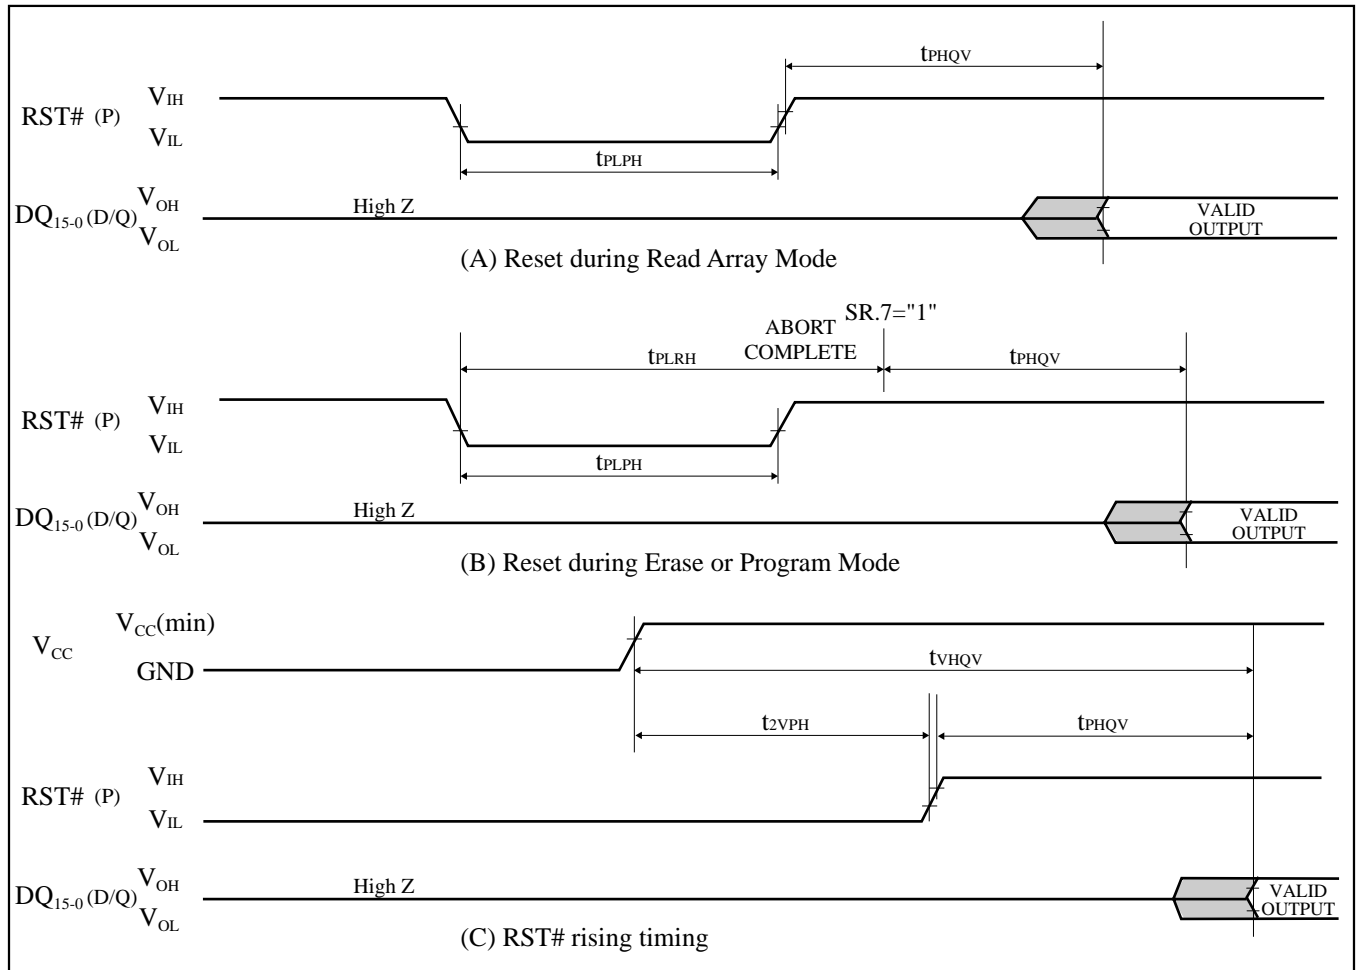 tPHQV
RST# (P)
VIH
VIL
tPLPH
DQ15-0 (D/Q)
VOH
VOL
High Z
VALID
OUTPUT
(A) Reset during Read Array Mode
SR.7="1"
ABORT
COMPLETE
tPLRH
tPHQV
RST# (P)
VIH
VIL
tPLPH
DQ15-0 (D/Q)
VOH
VOL
High Z
VALID
OUTPUT
(B) Reset during Erase or Program Mode
VCC
VCC(min)
GND
tVHQV
t2VPH
tPHQV
RST# (P)
VIH
VIL
DQ15-0 (D/Q)
VOH
VOL
High Z
VALID
OUTPUT
(C) RST# rising timing